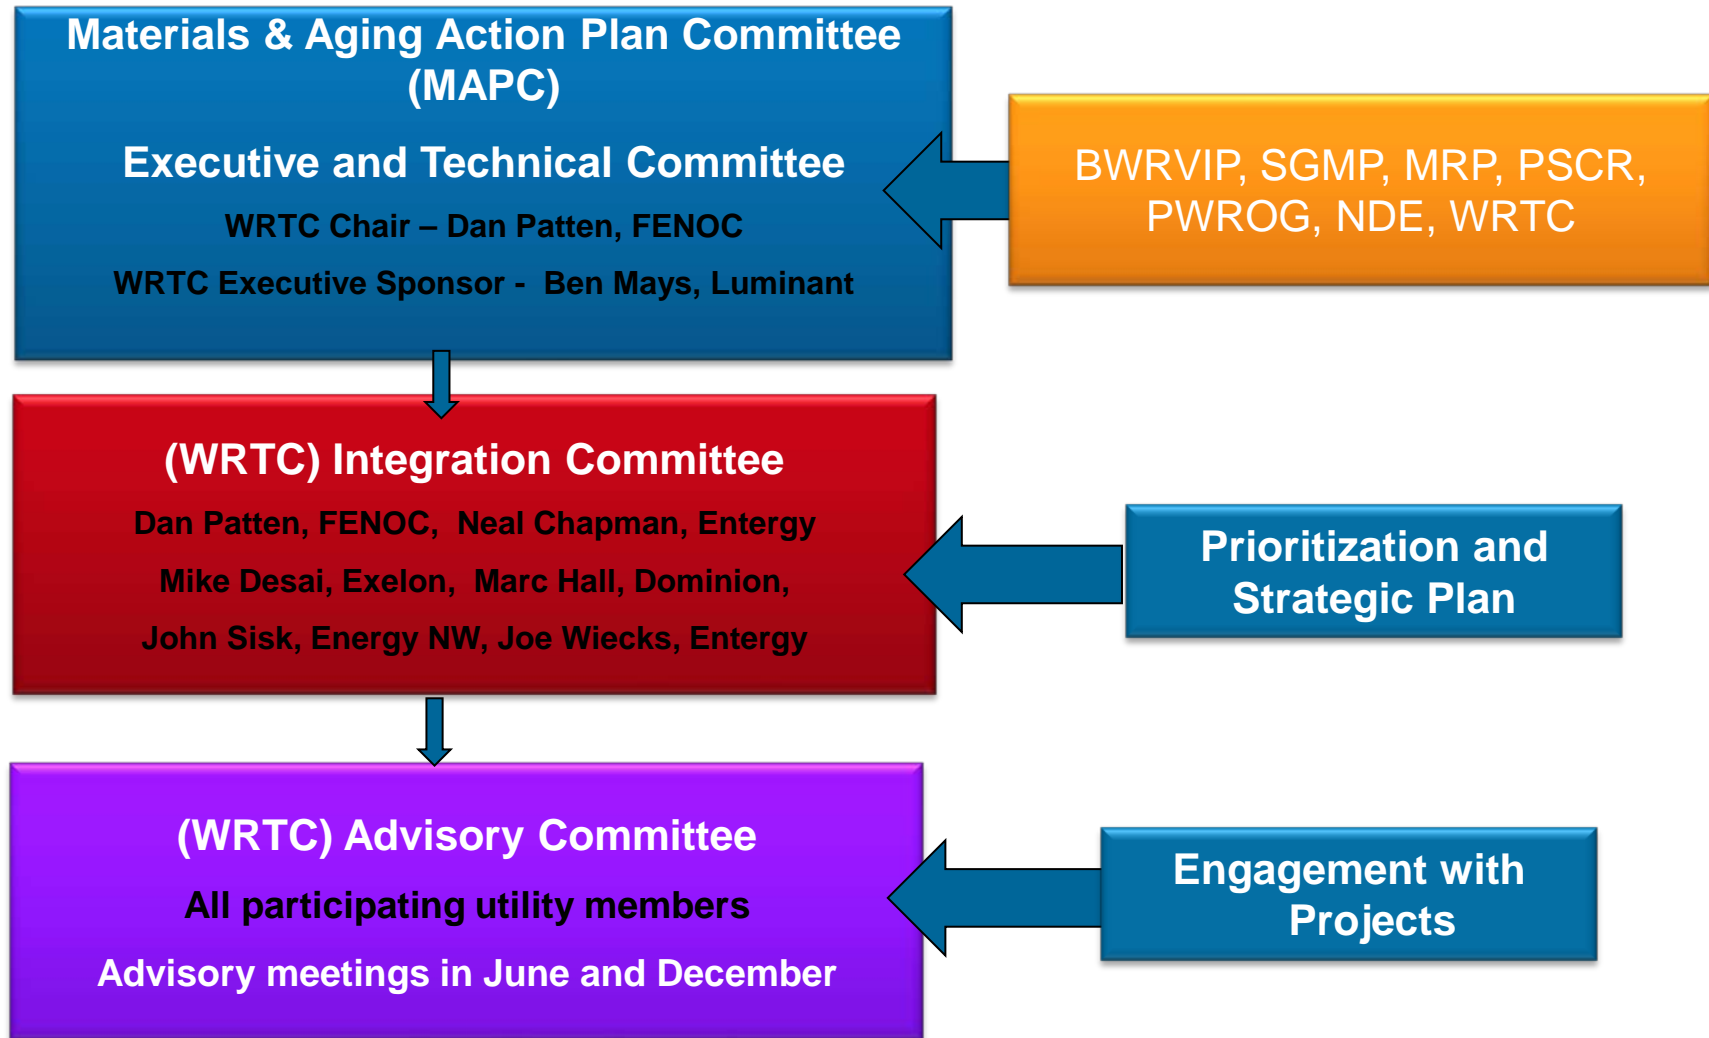 Materials & Aging Action Plan Committee
(MAPC)
Executive and Technical Committee
WRTC Chair – Dan Patten, FENOC
WRTC Executive Sponsor - Ben Mays, Luminant
BWRVIP, SGMP, MRP, PSCR,
PWROG, NDE, WRTC
(WRTC) Integration Committee
Dan Patten, FENOC, Neal Chapman, Entergy
Mike Desai, Exelon, Marc Hall, Dominion,
John Sisk, Energy NW, Joe Wiecks, Entergy
Prioritization and
Strategic Plan
(WRTC) Advisory Committee
All participating utility members
Advisory meetings in June and December
Engagement with
Projects